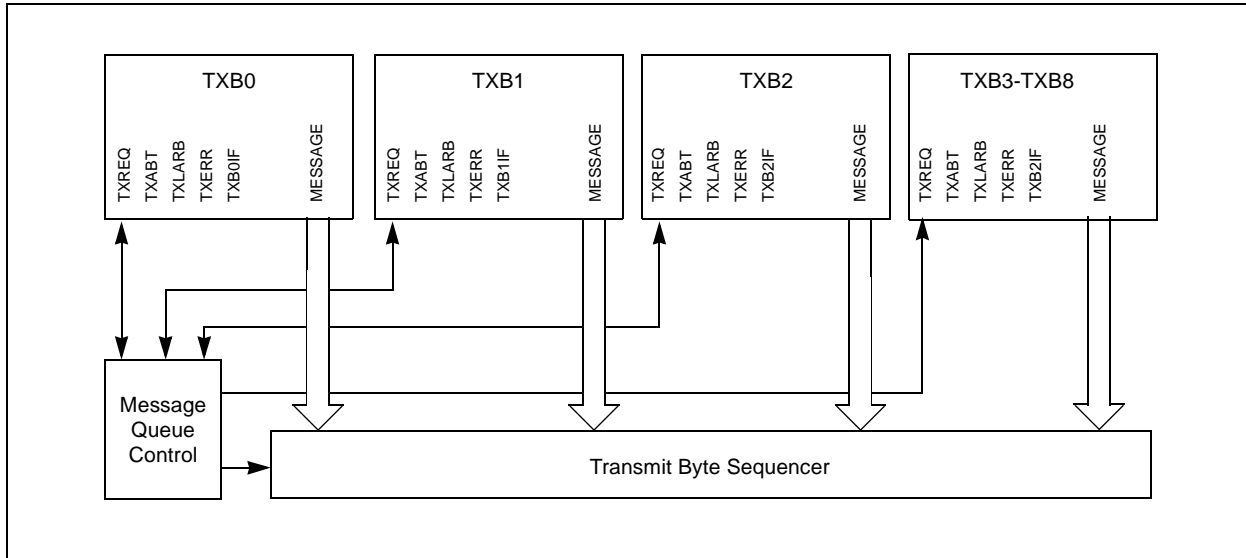 TXB0
TXREQ
TXABT
TXLARB
TXERR
TXB0IF
MESSAGE
TXB1
TXREQ
TXABT
TXLARB
TXERR
TXB1IF
MESSAGE
TXB2
TXREQ
TXABT
TXLARB
TXERR
TXB2IF
MESSAGE
TXB3-TXB8
TXREQ
TXABT
TXLARB
TXERR
TXB2IF
MESSAGE
Message
Queue
Control
Transmit Byte Sequencer